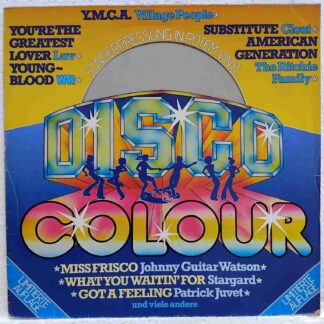 Y.M.C.A. Village People*
YOU'RE THE
GREATEST
LOVER Luv*
YOUNG-
BLOOD WAR
SUBSTITUTE Clout*
AMERICAN
GENERATION
The Ritchie
Family*
SONDERPRESSUNG IN ROTEM VINYL
DISCO
COLOUR
*MISS FRISCO Johnny Guitar Watson*
*WHAT YOU WAITIN' FOR Stargard*
*GOT A FEELING Patrick Juvet*
und viele andere
LIMITIERTE
AUFLAGE
LIMITIERTE
AUFLAGE